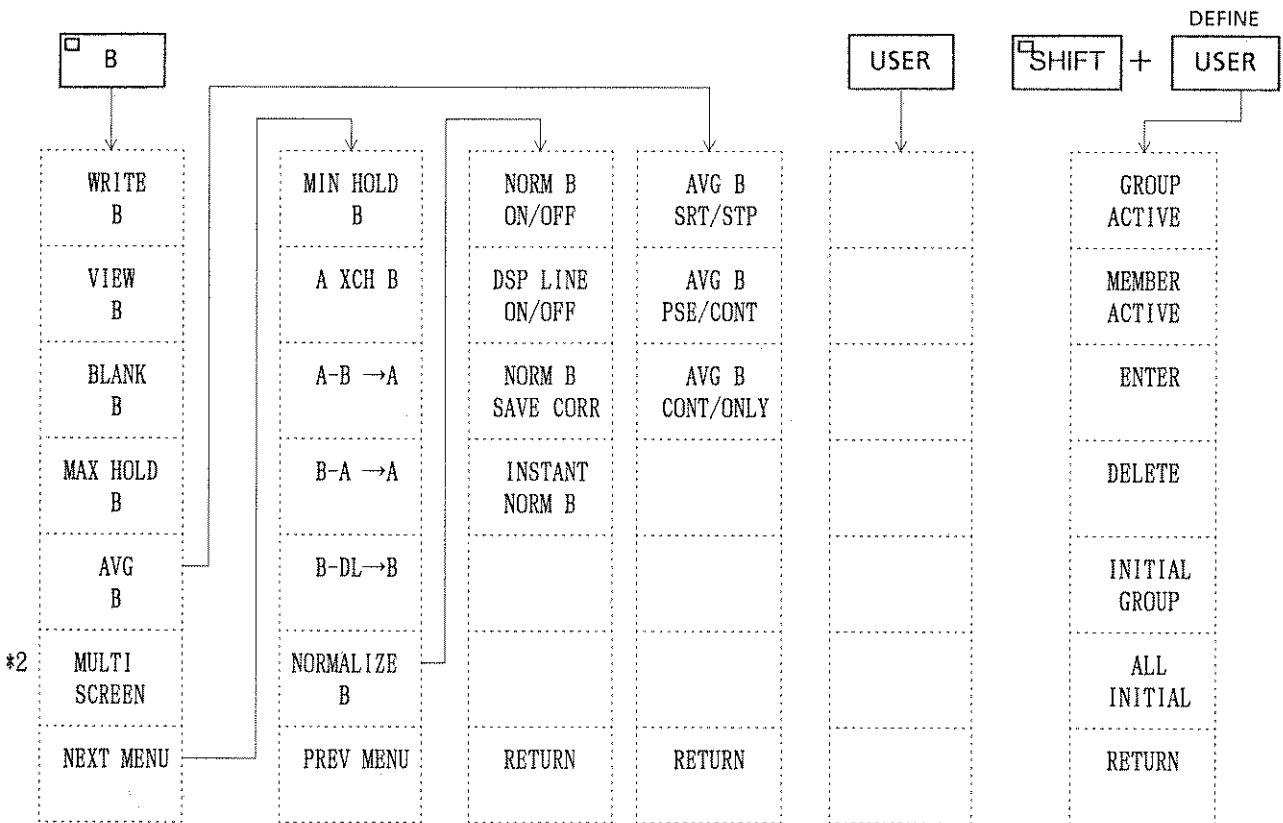 B
USER
DEFINE
SHIFT + USER
WRITE
B
VIEW
B
BLANK
B
MAX HOLD
B
AVG
B
*2 MULTI
SCREEN
NEXT MENU
MIN HOLD
B
A XCH B
A-B →A
B-A →A
B-DL→B
NORMALIZE
B
PREV MENU
NORM B
ON/OFF
DSP LINE
ON/OFF
NORM B
SAVE CORR
INSTANT
NORM B
RETURN
AVG B
SRT/STP
AVG B
PSE/CONT
AVG B
CONT/ONLY
RETURN
GROUP
ACTIVE
MEMBER
ACTIVE
ENTER
DELETE
INITIAL
GROUP
ALL
INITIAL
RETURN